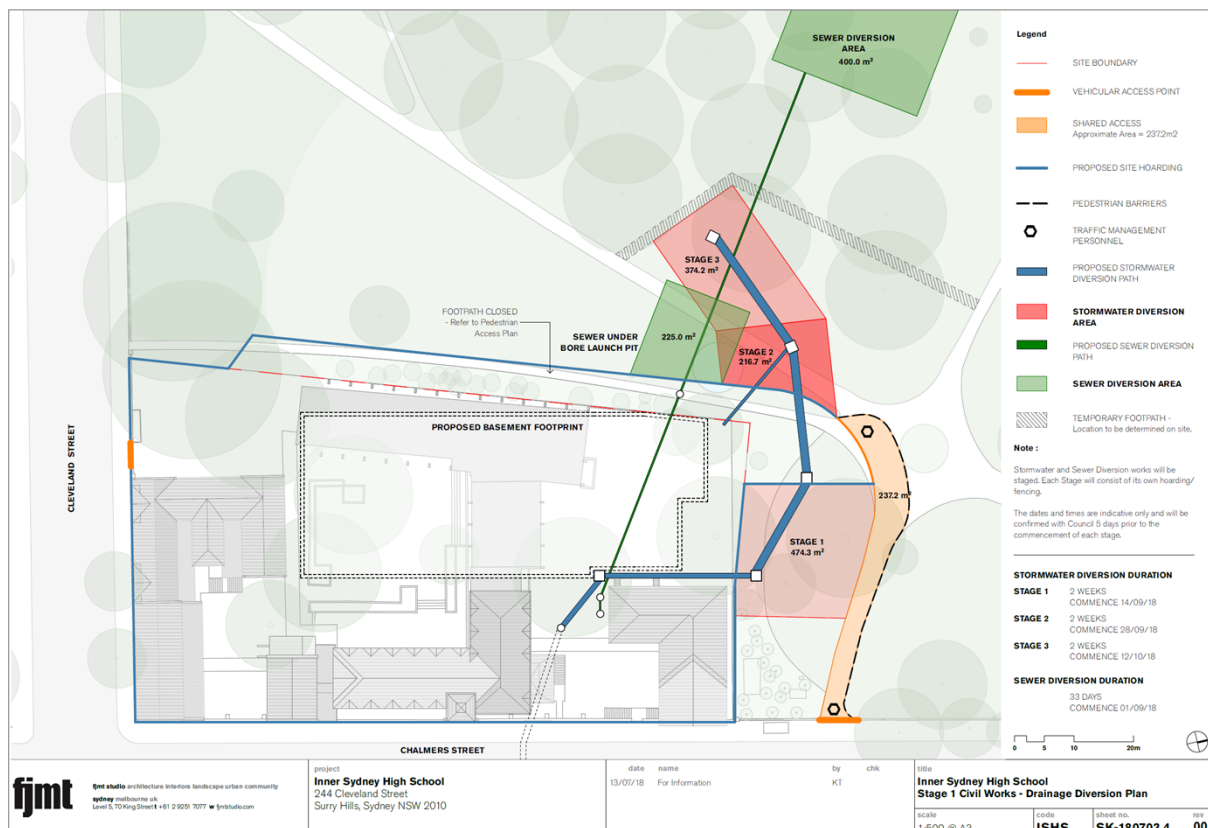 SEWER DIVERSION
AREA
400.0 m²
STAGE 3
374.2 m²
FOOTPATH CLOSED
- Refer to Pedestrian
Access Plan
SEWER UNDER
BORE LAUNCH PIT
225.0 m²
STAGE 2
216.7 m²
PROPOSED BASEMENT FOOTPRINT
CLEVELAND STREET
237.2 m²
STAGE 1
474.3 m²
CHALMERS STREET
Legend
SITE BOUNDARY
VEHICULAR ACCESS POINT
SHARED ACCESS
Approximate Area = 237.2m2
PROPOSED SITE HOARDING
PEDESTRIAN BARRIERS
TRAFFIC MANAGEMENT
PERSONNEL
PROPOSED STORMWATER
DIVERSION PATH
STORMWATER DIVERSION
AREA
PROPOSED SEWER DIVERSION
PATH
SEWER DIVERSION AREA
TEMPORARY FOOTPATH -
Location to be determined on site.
Note :
Stormwater and Sewer Diversion works will be
staged. Each Stage will consist of its own hoarding/
fencing.
The dates and times are indicative only and will be
confirmed with Council 5 days prior to the
commencement of each stage.
STORMWATER DIVERSION DURATION
STAGE 1 2 WEEKS
COMMENCE 14/09/18
STAGE 2 2 WEEKS
COMMENCE 28/09/18
STAGE 3 2 WEEKS
COMMENCE 12/10/18
SEWER DIVERSION DURATION
33 DAYS
COMMENCE 01/09/18
0 5 10 20m
fjmt
fjmt studio architecture interiors landscape urban community
sydney melbourne uk
Level 5, 70 King Street t +61 2 9251 7077 w fjmtstudio.com
project
Inner Sydney High School
244 Cleveland Street
Surry Hills, Sydney NSW 2010
date name by chk
13/07/18 For Information KT
title
Inner Sydney High School
Stage 1 Civil Works - Drainage Diversion Plan
scale code sheet no. rev
1:500 @ A3 ISHS SK-180702.4 00